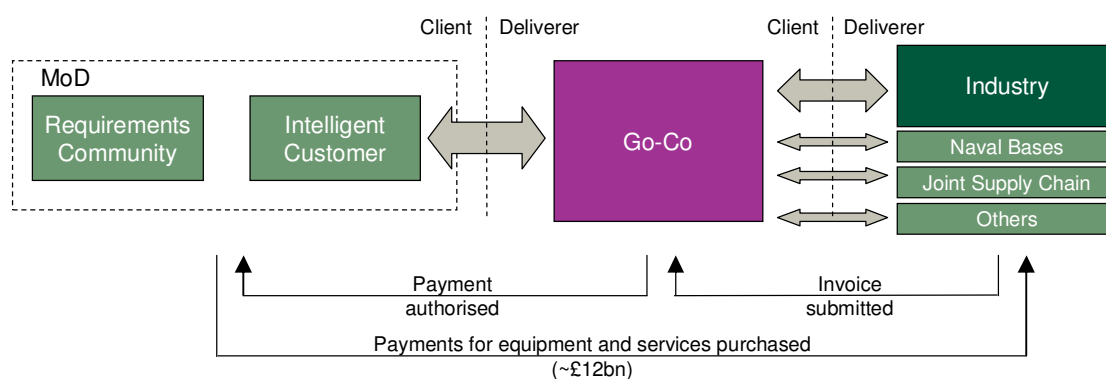 Client
Deliverer
Client
Deliverer
MoD
Requirements
Community
Intelligent
Customer
Go-Co
Industry
Naval Bases
Joint Supply Chain
Others
Payment
authorised
Invoice
submitted
Payments for equipment and services purchased
(~£12bn)